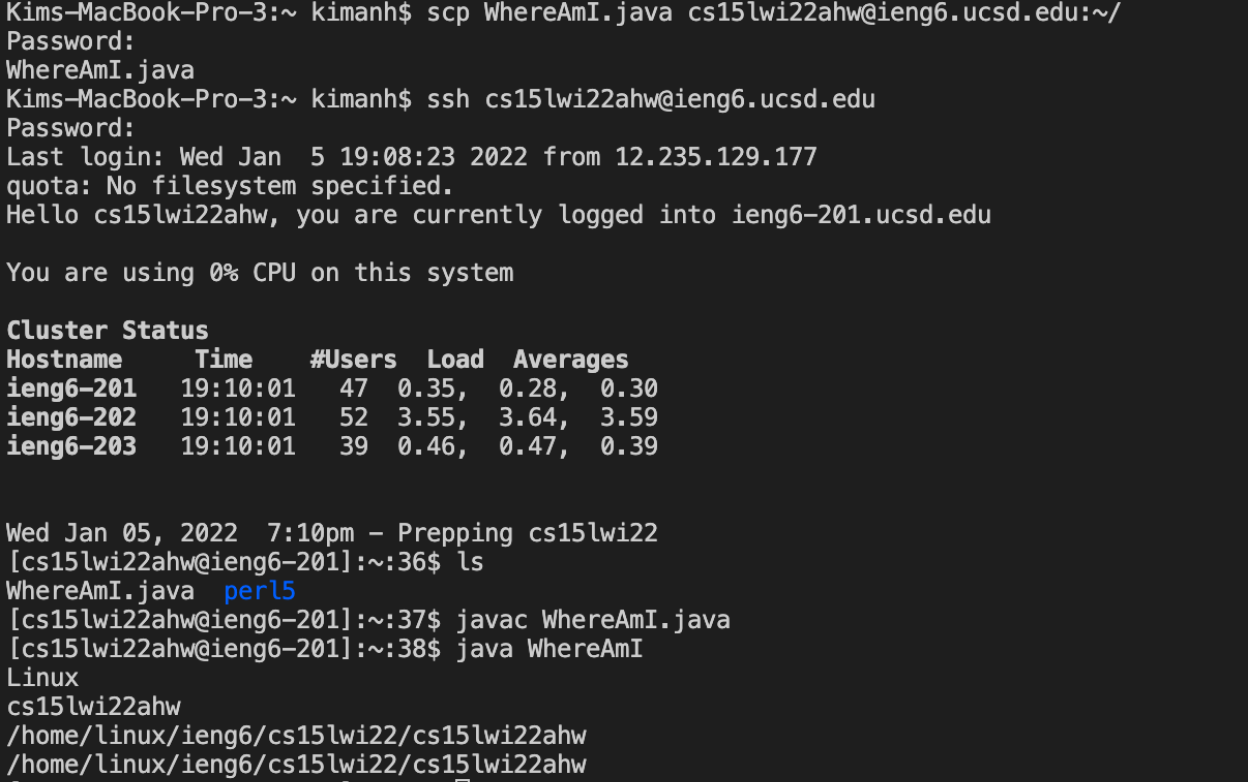 Kims-MacBook-Pro-3:~ kimanh$ scp WhereAmI.java cs15lwi22ahw@ieng6.ucsd.edu:~/
Password:
WhereAmI.java
Kims-MacBook-Pro-3:~ kimanh$ ssh cs15lwi22ahw@ieng6.ucsd.edu
Password:
Last login: Wed Jan  5 19:08:23 2022 from 12.235.129.177
quota: No filesystem specified.
Hello cs15lwi22ahw, you are currently logged into ieng6-201.ucsd.edu
You are using 0% CPU on this system
Cluster Status
Hostname     Time    #Users  Load  Averages
ieng6-201   19:10:01   47  0.35,  0.28,  0.30
ieng6-202   19:10:01   52  3.55,  3.64,  3.59
ieng6-203   19:10:01   39  0.46,  0.47,  0.39
Wed Jan 05, 2022  7:10pm - Prepping cs15lwi22
[cs15lwi22ahw@ieng6-201]:~:36$ ls
WhereAmI.java  perl5
[cs15lwi22ahw@ieng6-201]:~:37$ javac WhereAmI.java
[cs15lwi22ahw@ieng6-201]:~:38$ java WhereAmI
Linux
cs15lwi22ahw
/home/linux/ieng6/cs15lwi22/cs15lwi22ahw
/home/linux/ieng6/cs15lwi22/cs15lwi22ahw